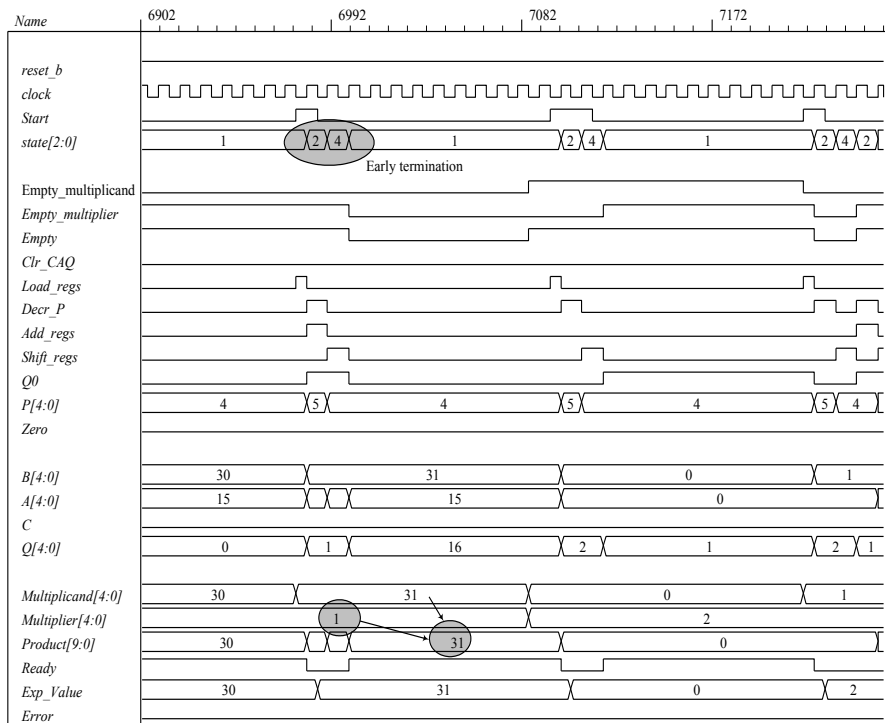 Name 6902 6992 7082 7172
reset_b
clock
Start
state[2:0] 1 2 4 1 2 4 1 2 4 2
Early termination
Empty_multiplicand
Empty_multiplier
Empty
Clr_CAQ
Load_regs
Decr_P
Add_regs
Shift_regs
Q0
P[4:0] 4 5 4 5 4 5 4
Zero
B[4:0] 30 31 0 1
A[4:0] 15 15 0
C
Q[4:0] 0 1 16 2 1 2 1
Multiplicand[4:0] 30 31 0 1
Multiplier[4:0] 1 2
Product[9:0] 30 31 0
Ready
Exp_Value 30 31 0 2
Error